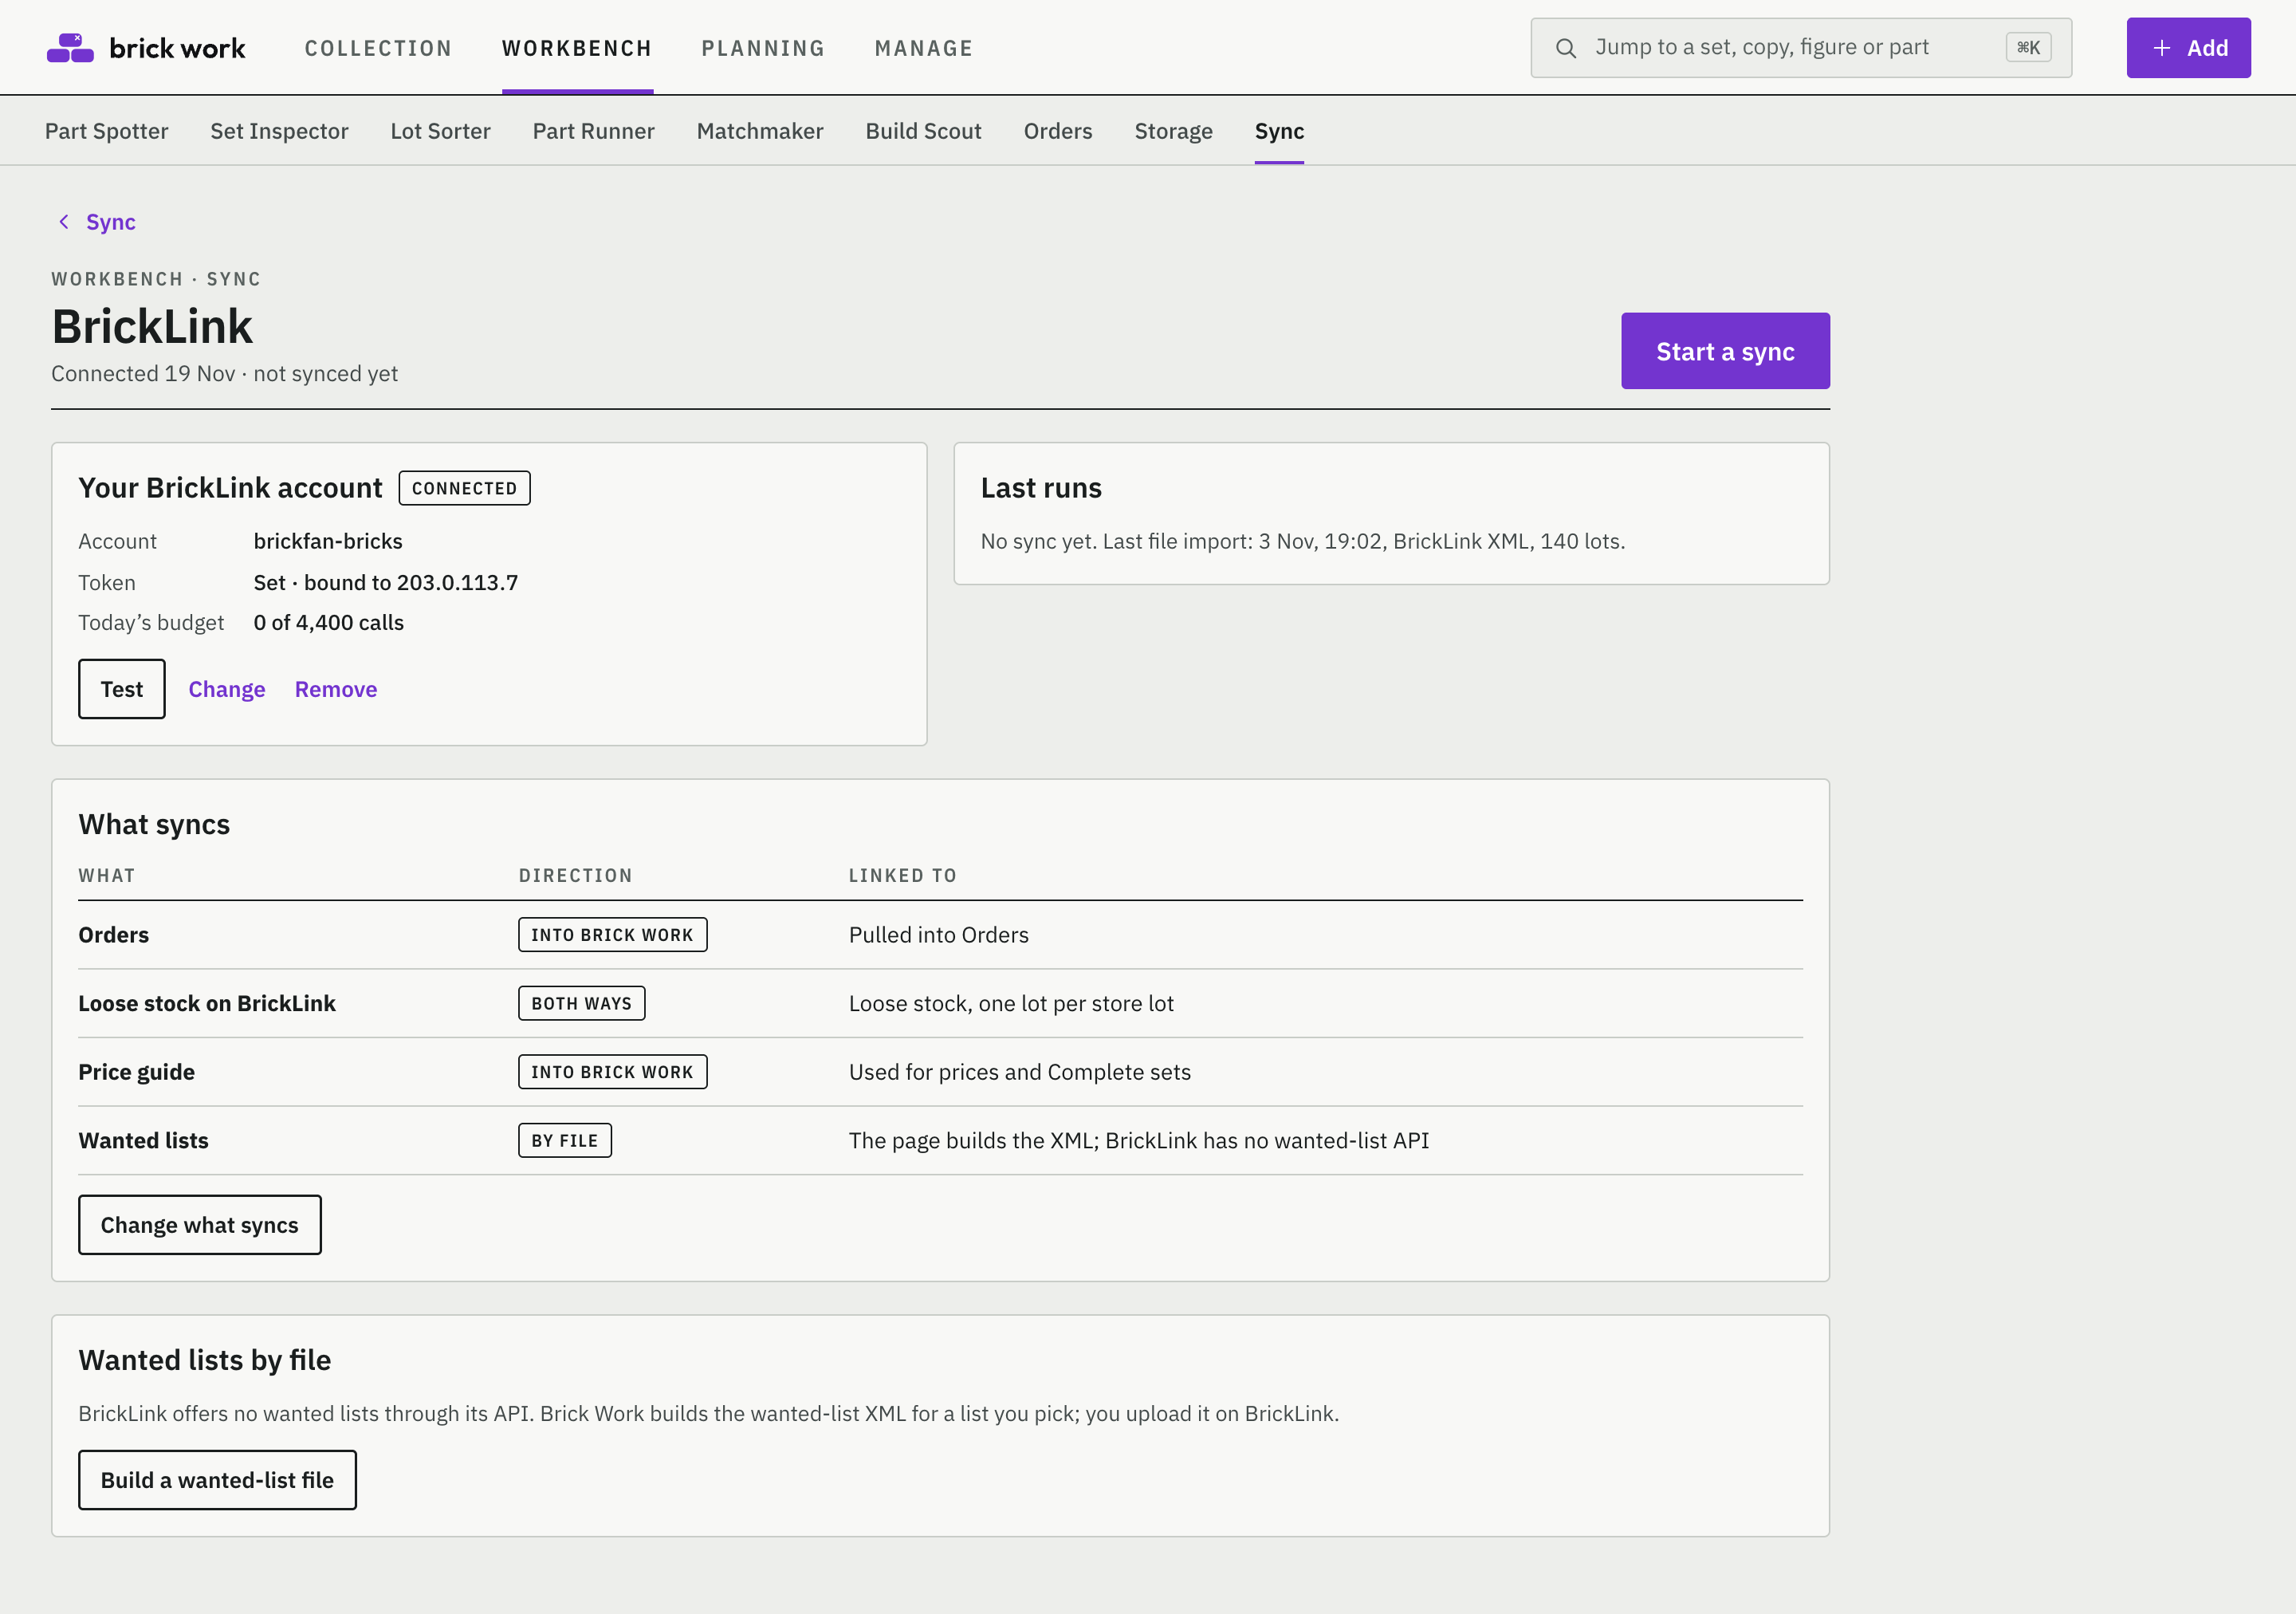 brick work
COLLECTION
WORKBENCH
PLANNING
MANAGE
Jump to a set, copy, figure or part
⌘K
Add
Part Spotter
Set Inspector
Lot Sorter
Part Runner
Matchmaker
Build Scout
Orders
Storage
Sync
Sync
WORKBENCH · SYNC
BrickLink
Connected 19 Nov · not synced yet
Start a sync
Your BrickLink account
CONNECTED
Account brickfan-bricks
Token Set · bound to 203.0.113.7
Today’s budget 0 of 4,400 calls
Test
Change
Remove
Last runs
No sync yet. Last file import: 3 Nov, 19:02, BrickLink XML, 140 lots.
What syncs
WHAT DIRECTION LINKED TO
Orders INTO BRICK WORK Pulled into Orders
Loose stock on BrickLink BOTH WAYS Loose stock, one lot per store lot
Price guide INTO BRICK WORK Used for prices and Complete sets
Wanted lists BY FILE The page builds the XML; BrickLink has no wanted-list API
Change what syncs
Wanted lists by file
BrickLink offers no wanted lists through its API. Brick Work builds the wanted-list XML for a list you pick; you upload it on BrickLink.
Build a wanted-list file